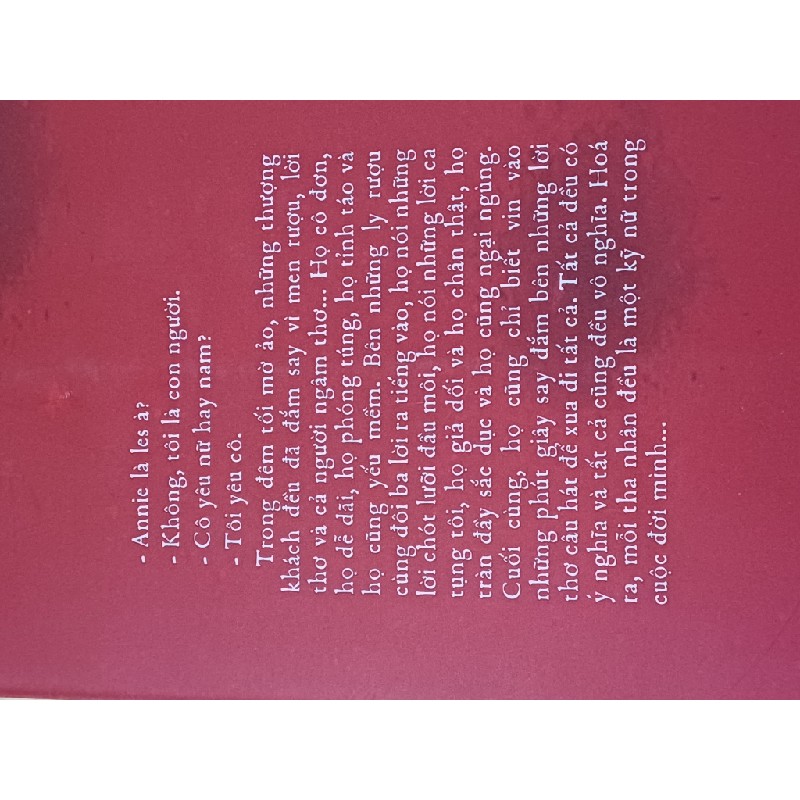 - Annie là les à?
- Không, tôi là con người.
- Cô yêu nữ hay nam?
- Tôi yêu cô.
Trong đêm tối mờ ảo, những thượng
khách đều đã đắm say vì men rượu, lời
thơ và cả người ngâm thơ... Họ cô đơn,
họ dễ dãi, họ phóng túng, họ tỉnh táo và
họ cũng yếu mềm. Bên những ly rượu
cùng đôi ba lời ra tiếng vào, họ nói những
lời chót lưỡi đầu môi, họ nói những lời ca
tụng tôi, họ giả dối và họ chân thật, họ
tràn đầy sắc dục và họ cũng ngại ngùng.
Cuối cùng, họ cũng chỉ biết vin vào
những phút giây say đắm bên những lời
thơ câu hát để xua đi tất cả. Tất cả đều có
ý nghĩa và tất cả cũng đều vô nghĩa. Hoá
ta, mỗi tha nhân đều là một kỹ nữ trong
cuộc đời mình...